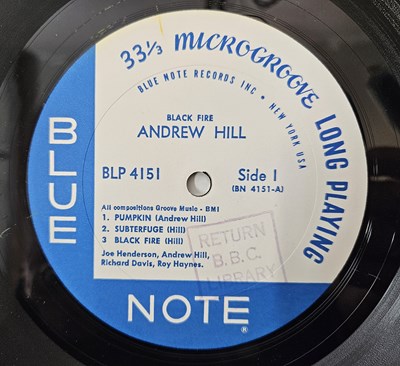 33⅓ MICROGROOVE LONG PLAYING
BLUE NOTE RECORDS INC • NEW YORK USA
BLACK FIRE
ANDREW HILL
BLP 4151
Side 1
(BN 4151-A)
All compositions Groove Music - BMI
1. PUMPKIN (Andrew Hill)
2. SUBTERFUGE (Hill)
3 BLACK FIRE (Hill)
Joe Henderson, Andrew Hill,
Richard Davis, Roy Haynes.
RETURN
B.B.C.
LIBRARY
BLUE
NOTE ®